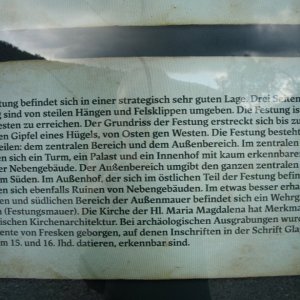 tung befindet sich in einer strategisch sehr guten Lage. Drei Seiten
g sind von steilen Hängen und Felsklippen umgeben. Die Festung is
esten zu erreichen. Der Grundriss der Festung erstreckt sich bis zu
en Gipfel eines Hügels, von Osten gen Westen. Die Festung besteh
eilen: dem zentralen Bereich und dem Außenbereich. Im zentralen
n sich ein Turm, ein Palast und ein Innenhof mit kaum erkennbare
er Nebengebäude. Der Außenbereich umgibt den ganzen zentralen
m Süden. Im Außenhof, der sich im östlichen Teil der Festung befin
n sich ebenfalls Ruinen von Nebengebäuden. Im etwas besser erha
en und südlichen Bereich der Außenmauer befindet sich ein Wehrg
n (Festungsmauer). Die Kirche der Hl. Maria Magdalena hat Merkma
ischen Kirchenarchitektur. Bei archäologischen Ausgrabungen wur
ente von Fresken geborgen, auf denen Inschriften in der Schrift Gla
m 15. und 16. Jhd. datieren, erkennbar sind.